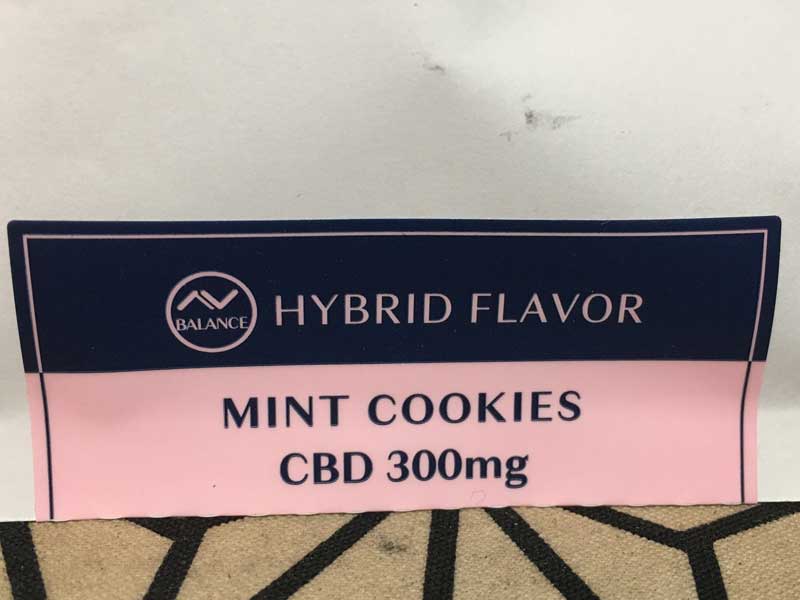 BALANCE
HYBRID FLAVOR
MINT COOKIES
CBD 300mg